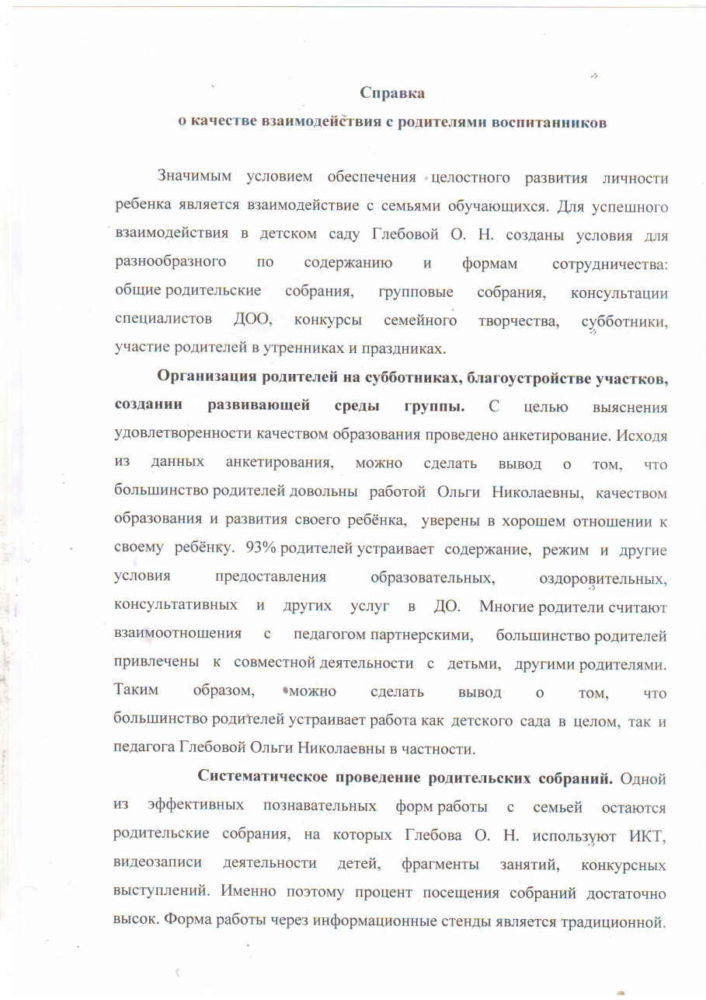 Справка
о качестве взаимодействия с родителями воспитанников
Значимым условием обеспечения целостного развития личности
ребенка является взаимодействие с семьями обучающихся. Для успешного
взаимодействия в детском саду Глебовой О. Н. созданы условия для
разнообразного по содержанию и формам сотрудничества:
общие родительские собрания, групповые собрания, консультации
специалистов ДОО, конкурсы семейного творчества, субботники,
участие родителей в утренниках и праздниках.
Организация родителей на субботниках, благоустройстве участков,
создании развивающей среды группы. С целью выяснения
удовлетворенности качеством образования проведено анкетирование. Исходя
из данных анкетирования, можно сделать вывод о том, что
большинство родителей довольны работой Ольги Николаевны, качеством
образования и развития своего ребёнка, уверены в хорошем отношении к
своему ребёнку. 93% родителей устраивает содержание, режим и другие
условия предоставления образовательных, оздоровительных,
консультативных и других услуг в ДО. Многие родители считают
взаимоотношения с педагогом партнерскими, большинство родителей
привлечены к совместной деятельности с детьми, другими родителями.
Таким образом, можно сделать вывод о том, что
большинство родителей устраивает работа как детского сада в целом, так и
педагога Глебовой Ольги Николаевны в частности.
Систематическое проведение родительских собраний. Одной
из эффективных познавательных форм работы с семьей остаются
родительские собрания, на которых Глебова О. Н. используют ИКТ,
видеозаписи деятельности детей, фрагменты занятий, конкурсных
выступлений. Именно поэтому процент посещения собраний достаточно
высок. Форма работы через информационные стенды является традиционной.